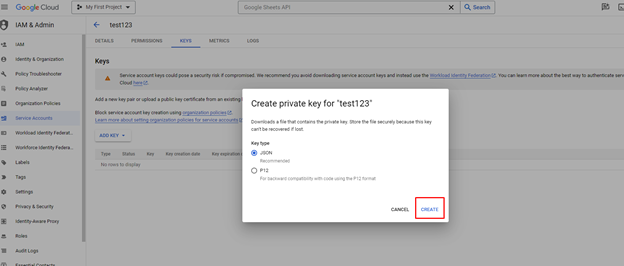 Google Cloud
My First Project
Google Sheets API
Search
IAM & Admin
test123
DETAILS
PERMISSIONS
KEYS
METRICS
LOGS
IAM
Identity & Organization
Policy Troubleshooter
Policy Analyzer
Organization Policies
Service Accounts
Workload Identity Federat...
Workforce Identity Federa...
Labels
Tags
Settings
Privacy & Security
Identity-Aware Proxy
Roles
Audit Logs
Essential Contacts
Keys
Service account keys could pose a security risk if compromised. We recommend you avoid downloading service account keys and instead use the Workload Identity Federation. You can learn more about the best way to authenticate serv
Cloud here.
Add a new key pair or upload a public key certificate from an existing
Block service account key creation using organization policies.
Learn more about setting organization policies for service accounts
ADD KEY
Type
Status
Key
Key creation date
Key expiration
No rows to display
Create private key for "test123"
Downloads a file that contains the private key. Store the file securely because this key
can't be recovered if lost.
Key type
JSON
Recommended
P12
For backward compatibility with code using the P12 format
CANCEL
CREATE